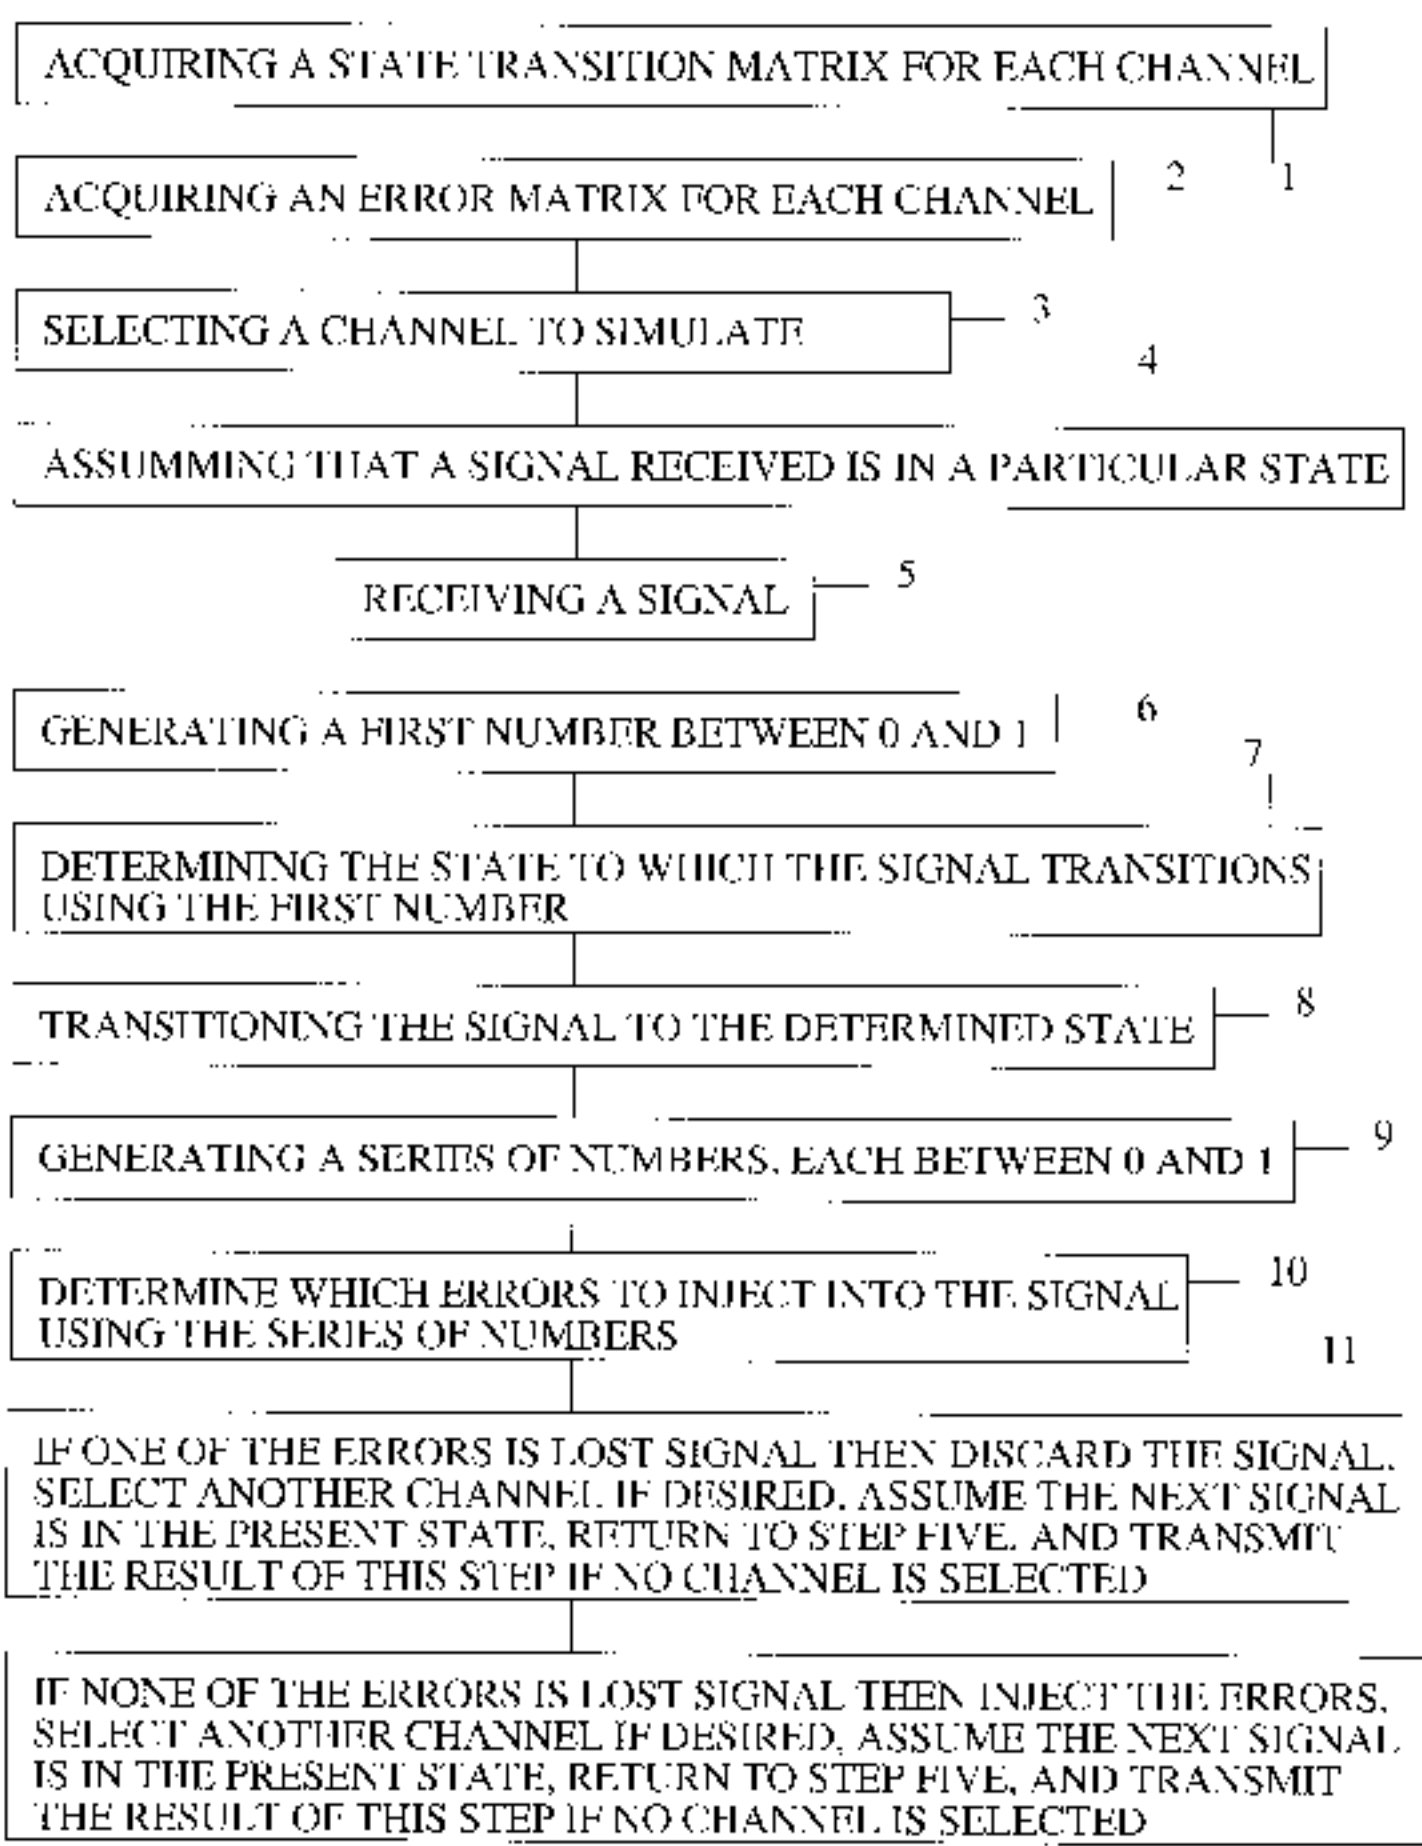 ACQUIRING A STATE TRANSITION MATRIX FOR EACH CHANNEL
1
ACQUIRING AN ERROR MATRIX FOR EACH CHANNEL
2
SELECTING A CHANNEL TO SIMULATE
3
4
ASSUMMING THAT A SIGNAL RECEIVED IS IN A PARTICULAR STATE
RECEIVING A SIGNAL
5
GENERATING A FIRST NUMBER BETWEEN 0 AND 1
6
7
DETERMINING THE STATE TO WHICH THE SIGNAL TRANSITIONS
USING THE FIRST NUMBER
TRANSITIONING THE SIGNAL TO THE DETERMINED STATE
8
GENERATING A SERIES OF NUMBERS, EACH BETWEEN 0 AND 1
9
DETERMINE WHICH ERRORS TO INJECT INTO THE SIGNAL
USING THE SERIES OF NUMBERS
10
11
IF ONE OF THE ERRORS IS LOST SIGNAL THEN DISCARD THE SIGNAL,
SELECT ANOTHER CHANNEL IF DESIRED, ASSUME THE NEXT SIGNAL
IS IN THE PRESENT STATE, RETURN TO STEP FIVE, AND TRANSMIT
THE RESULT OF THIS STEP IF NO CHANNEL IS SELECTED
IF NONE OF THE ERRORS IS LOST SIGNAL THEN INJECT THE ERRORS,
SELECT ANOTHER CHANNEL IF DESIRED, ASSUME THE NEXT SIGNAL
IS IN THE PRESENT STATE, RETURN TO STEP FIVE, AND TRANSMIT
THE RESULT OF THIS STEP IF NO CHANNEL IS SELECTED